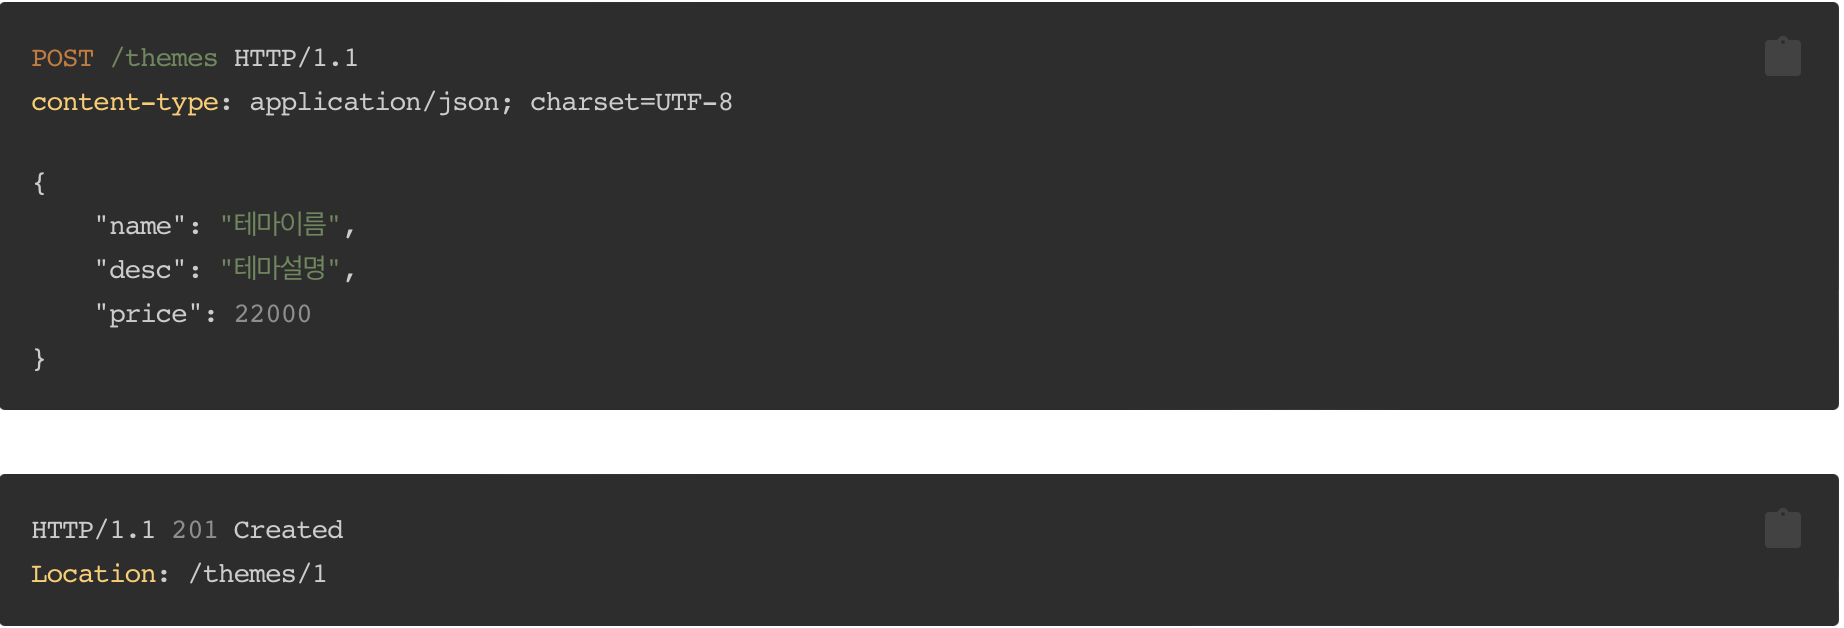 POST /themes HTTP/1.1
content-type: application/json; charset=UTF-8
{
"name": "테마이름",
"desc": "테마설명",
"price": 22000
}
HTTP/1.1 201 Created
Location: /themes/1